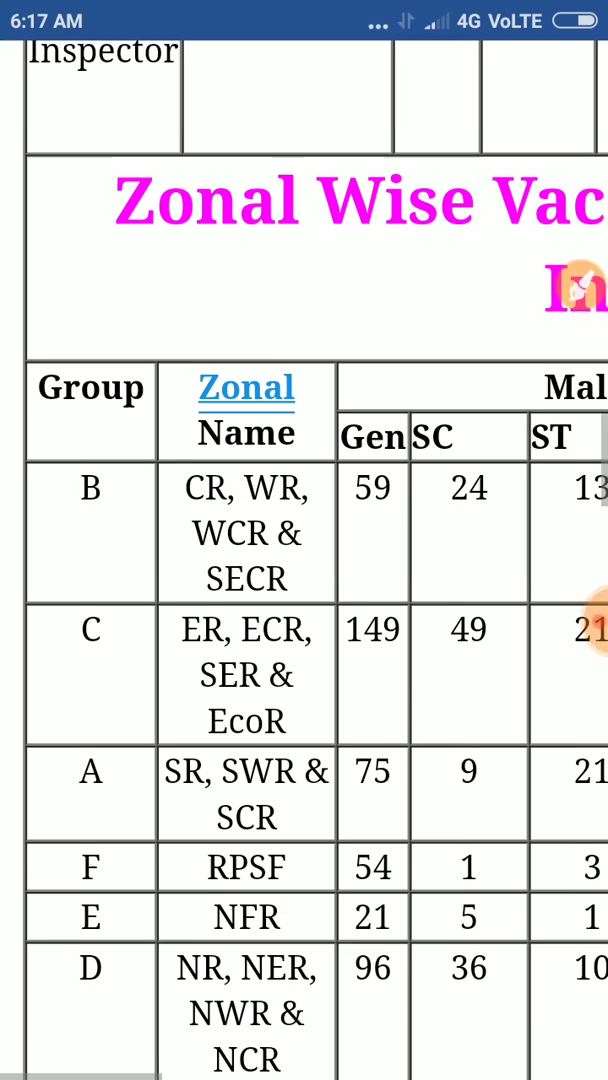 6:17 AM ... 4G VoLTE
Inspector
Zonal Wise Vac
In
Group Zonal Name Mal
Gen SC ST
B CR, WR, WCR & SECR 59 24 13
C ER, ECR, SER & EcoR 149 49 21
A SR, SWR & SCR 75 9 21
F RPSF 54 1 3
E NFR 21 5 1
D NR, NER, NWR & NCR 96 36 10